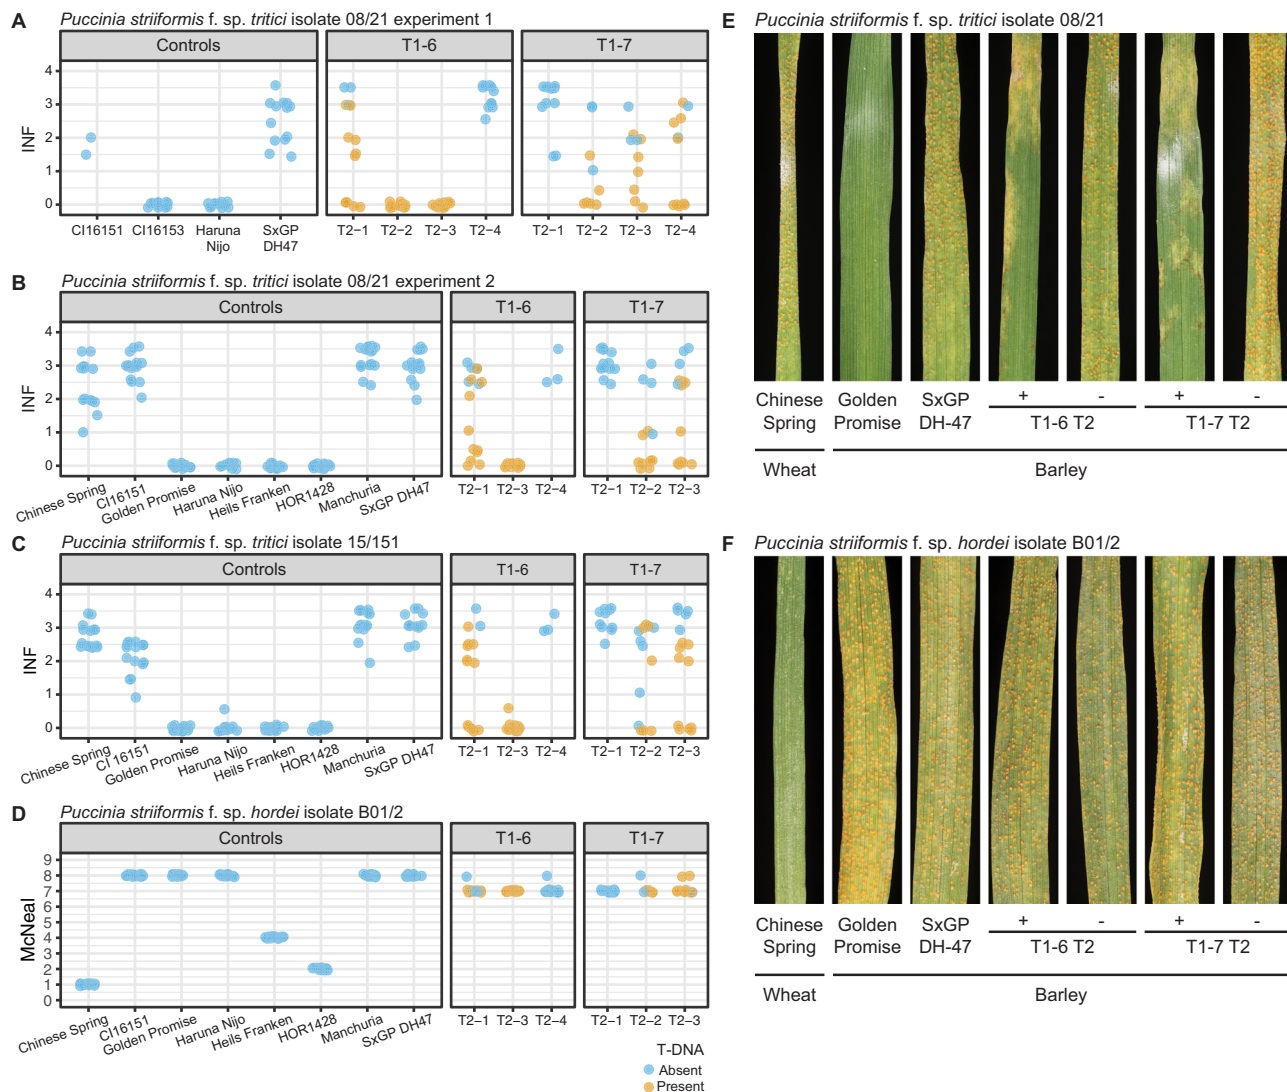 A Puccinia striiformis f. sp. tritici isolate 08/21 experiment 1
Controls T1-6 T1-7
INF
4
3
2
1
0
CI16151 CI16153 Haruna Nijo SxGP DH47 T2−1 T2−2 T2−3 T2−4 T2−1 T2−2 T2−3 T2−4
B Puccinia striiformis f. sp. tritici isolate 08/21 experiment 2
Controls T1-6 T1-7
INF
4
3
2
1
0
Chinese Spring CI16151 Golden Promise Haruna Nijo Heils Franken HOR1428 Manchuria SxGP DH47 T2−1 T2−3 T2−4 T2−1 T2−2 T2−3
C Puccinia striiformis f. sp. tritici isolate 15/151
Controls T1-6 T1-7
INF
4
3
2
1
0
Chinese Spring CI 16151 Golden Promise Haruna Nijo Heils Franken HOR1428 Manchuria SxGP DH47 T2−1 T2−3 T2−4 T2−1 T2−2 T2−3
D Puccinia striiformis f. sp. hordei isolate B01/2
Controls T1-6 T1-7
McNeal
9
8
7
6
5
4
3
2
1
0
Chinese Spring CI16151 Golden Promise Haruna Nijo Heils Franken HOR1428 Manchuria SxGP DH47 T2−1 T2−3 T2−4 T2−1 T2−2 T2−3
T-DNA
Absent
Present
E Puccinia striiformis f. sp. tritici isolate 08/21
Chinese Golden SxGP + - + -
Spring Promise DH-47 T1-6 T2 T1-7 T2
Wheat Barley
F Puccinia striiformis f. sp. hordei isolate B01/2
Chinese Golden SxGP + - + -
Spring Promise DH-47 T1-6 T2 T1-7 T2
Wheat Barley